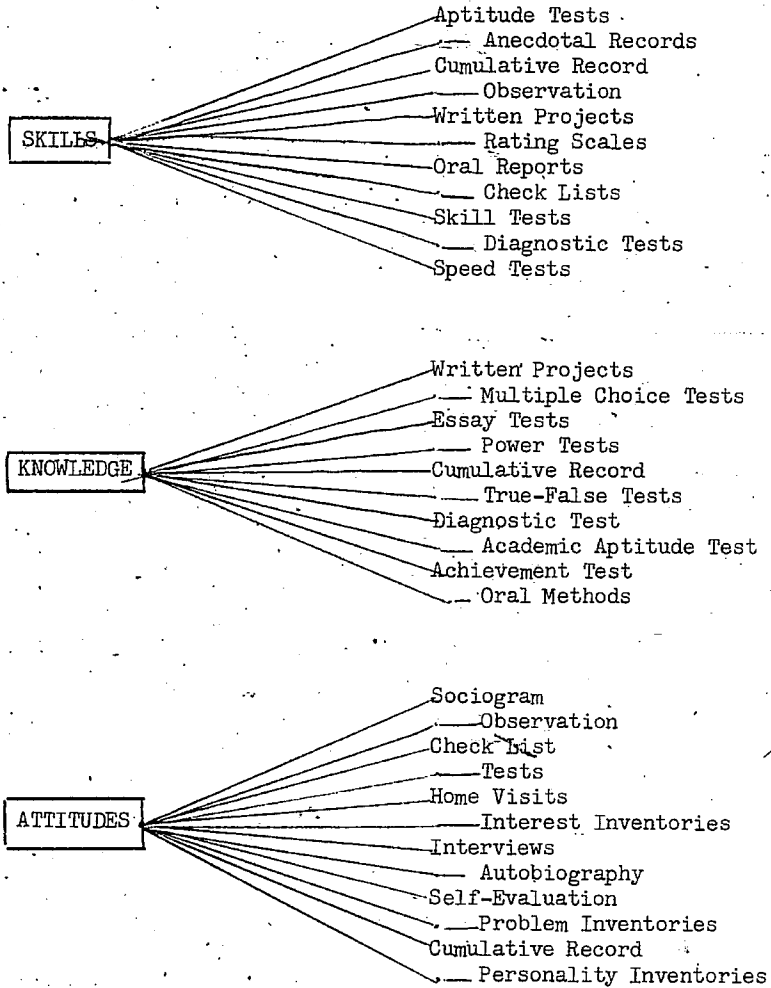 Aptitude Tests
Anecdotal Records
Cumulative Record
Observation
Written Projects
SKILLS
Rating Scales
Oral Reports
Check Lists
Skill Tests
Diagnostic Tests
Speed Tests
Written Projects
Multiple Choice Tests
Essay Tests
Power Tests
KNOWLEDGE
Cumulative Record
True-False Tests
Diagnostic Test
Academic Aptitude Test
Achievement Test
Oral Methods
Sociogram
Observation
Check List
Tests
Home Visits
ATTITUDES
Interest Inventories
Interviews
Autobiography
Self-Evaluation
Problem Inventories
Cumulative Record
Personality Inventories